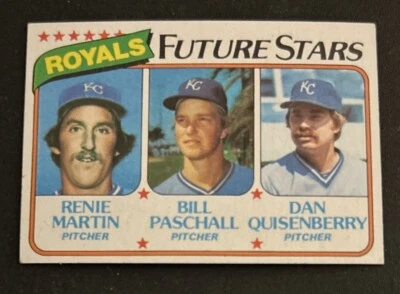 ROYALS FUTURE STARS
KC KC KC
RENIE MARTIN PITCHER
BILL PASCHALL PITCHER
DAN QUISENBERRY PITCHER